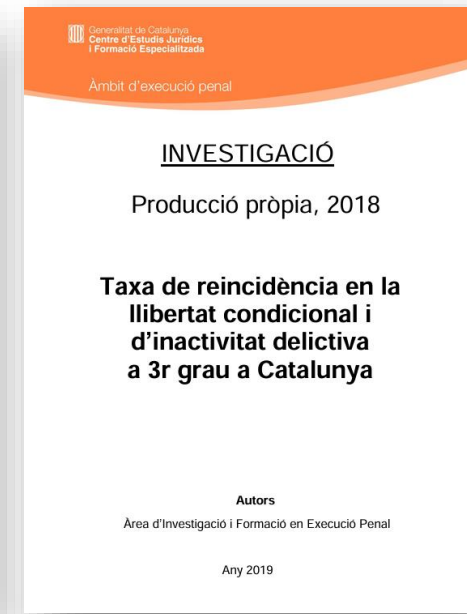 Generalitat de Catalunya
Centre d'Estudis Jurídics
i Formació Especialitzada
Àmbit d'execució penal
INVESTIGACIÓ
Producció pròpia, 2018
Taxa de reincidència en la
llibertat condicional i
d'inactivitat delictiva
a 3r grau a Catalunya
Autors
Àrea d'Investigació i Formació en Execució Penal
Any 2019